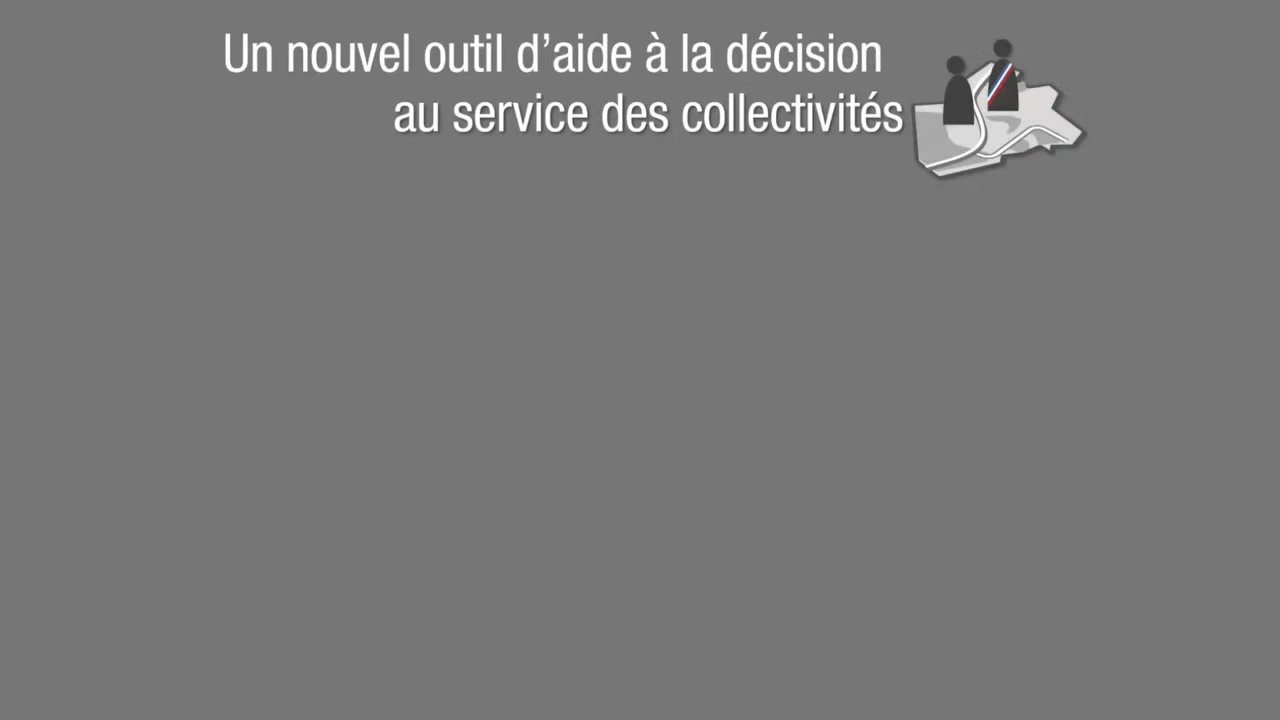 Un nouvel outil d’aide à la décision
au service des collectivités